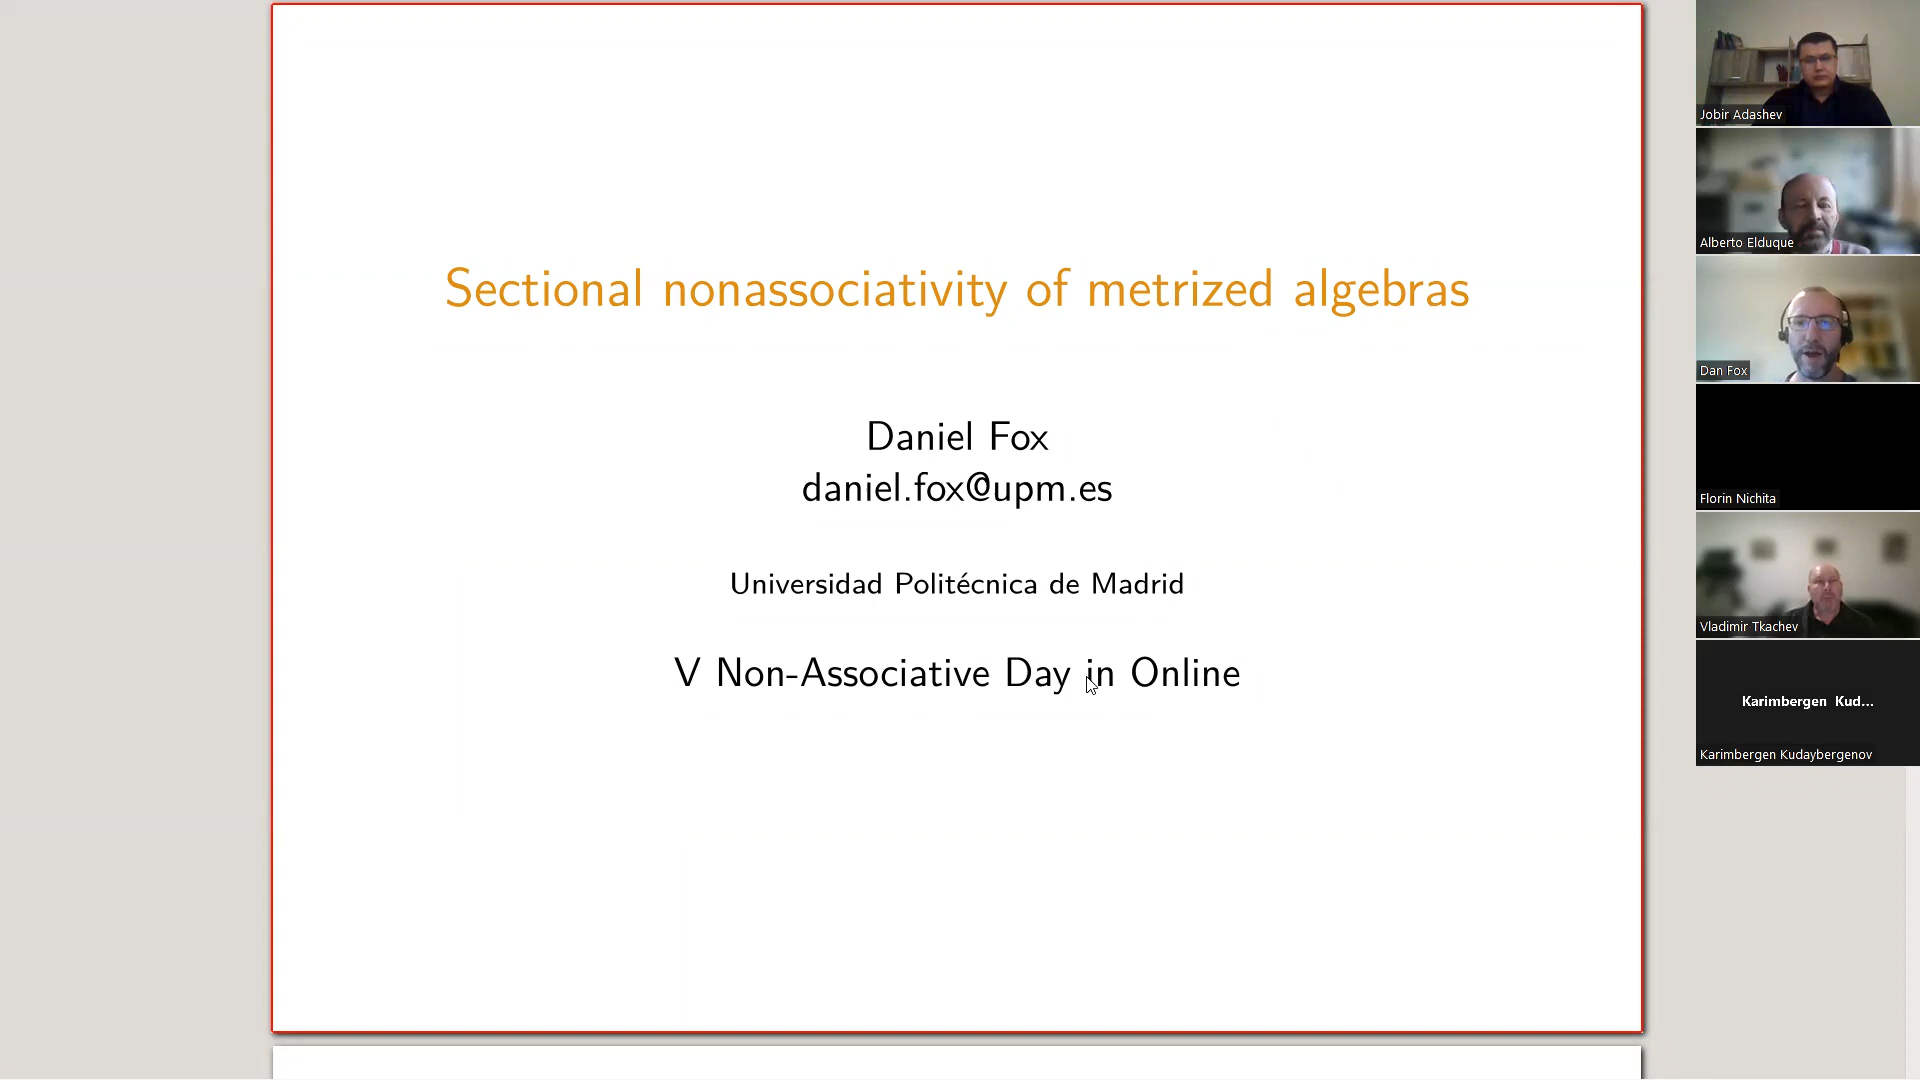 Sectional nonassociativity of metrized algebras
Daniel Fox
daniel.fox@upm.es
Universidad Politécnica de Madrid
V Non-Associative Day in Online
Jobir Adashev
Alberto Elduque
Dan Fox
Florin Nichita
Vladimir Tkachev
Karimbergen Kud...
Karimbergen Kudaybergenov